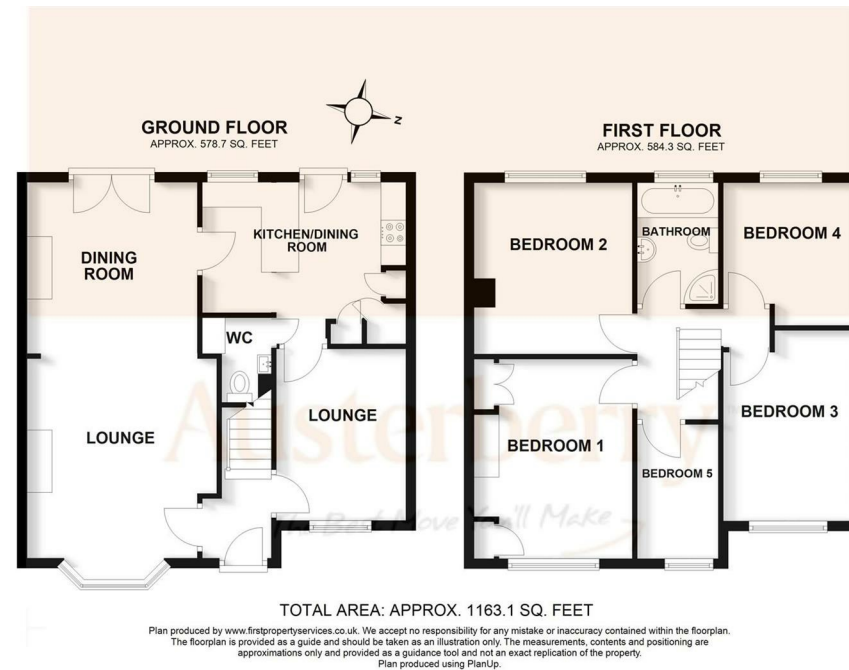 GROUND FLOOR
APPROX. 578.7 SQ. FEET
N
FIRST FLOOR
APPROX. 584.3 SQ. FEET
DINING
ROOM
KITCHEN/DINING
ROOM
WC
LOUNGE
LOUNGE
BEDROOM 2
BATHROOM
BEDROOM 4
BEDROOM 1
BEDROOM 5
BEDROOM 3
Austerberry
The Best Move You'll Make
TOTAL AREA: APPROX. 1163.1 SQ. FEET
Plan produced by www.firstpropertyservices.co.uk. We accept no responsibility for any mistake or inaccuracy contained within the floorplan.
The floorplan is provided as a guide and should be taken as an illustration only. The measurements, contents and positioning are
approximations only and provided as a guidance tool and not an exact replication of the property.
Plan produced using PlanUp.